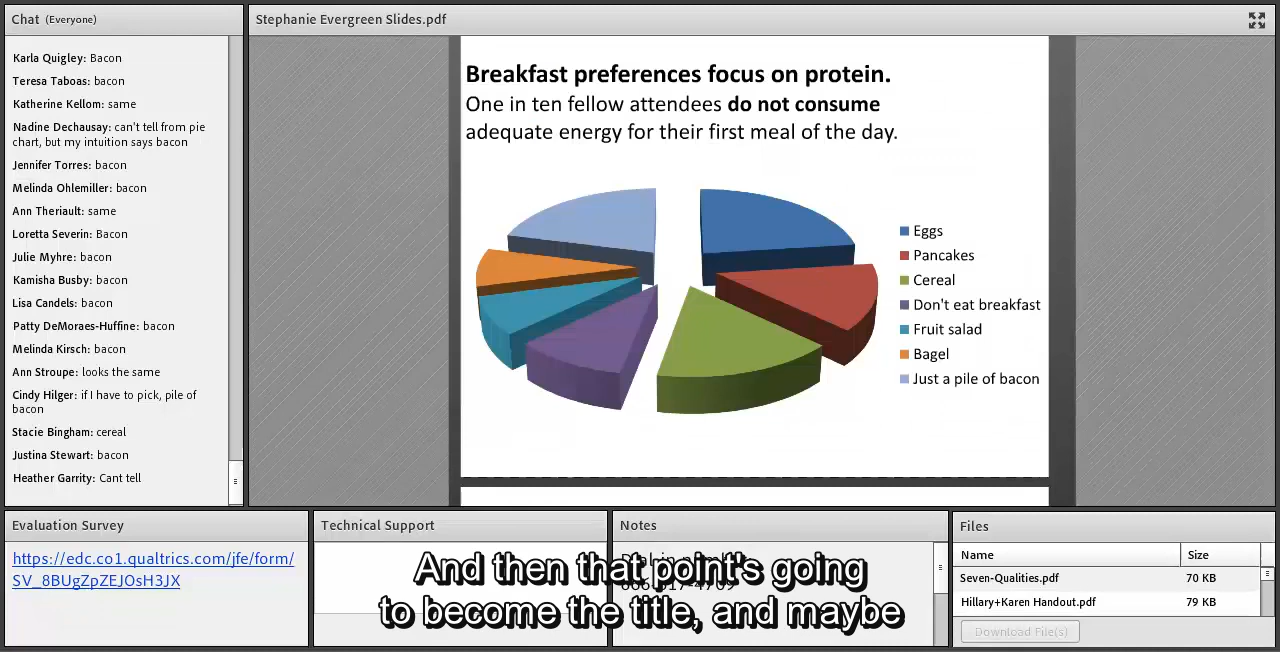 Chat (Everyone)
Karla Quigley: Bacon
Teresa Taboas: bacon
Katherine Kellom: same
Nadine Dechausay: can't tell from pie
chart, but my intuition says bacon
Jennifer Torres: bacon
Melinda Ohlemiller: bacon
Ann Theriault: same
Loretta Severin: Bacon
Julie Myhre: bacon
Kamisha Busby: bacon
Lisa Candels: bacon
Patty DeMoraes-Huffine: bacon
Melinda Kirsch: bacon
Ann Stroupe: looks the same
Cindy Hilger: if I have to pick, pile of
bacon
Stacie Bingham: cereal
Justina Stewart: bacon
Heather Garrity: Cant tell
Stephanie Evergreen Slides.pdf
Breakfast preferences focus on protein.
One in ten fellow attendees do not consume
adequate energy for their first meal of the day.
Eggs
Pancakes
Cereal
Don't eat breakfast
Fruit salad
Bagel
Just a pile of bacon
Evaluation Survey
https://edc.co1.qualtrics.com/jfe/form/
SV_8BUgZpZEJOsH3JX
Technical Support
Notes
Files
Name Size
Seven-Qualities.pdf 70 KB
Hillary+Karen Handout.pdf 79 KB
Download File(s)
And then that point's going
to become the title, and maybe